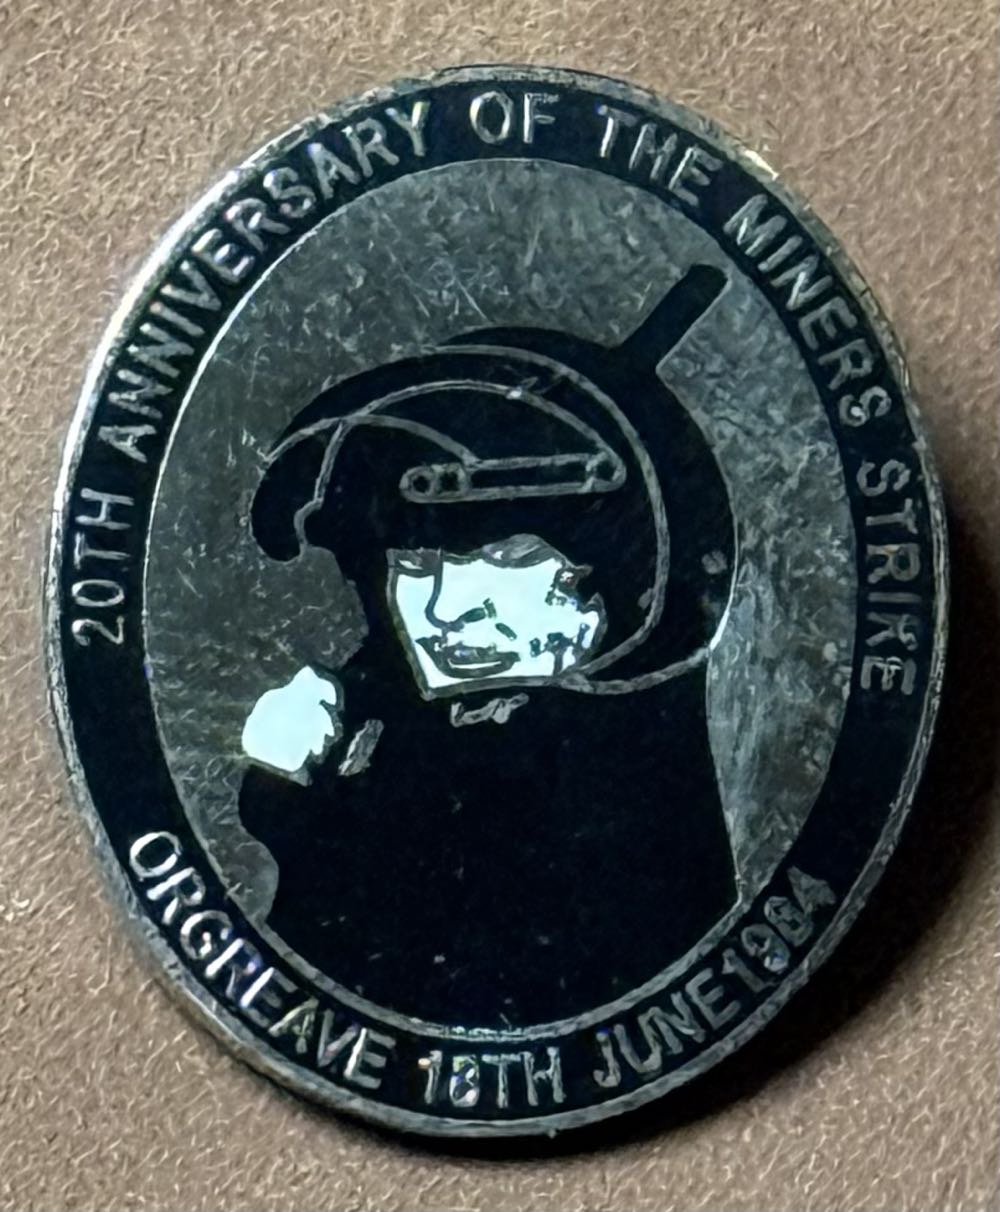 20TH ANNIVERSARY OF THE MINERS STRIKE
ORGREAVE 18TH JUNE 1984